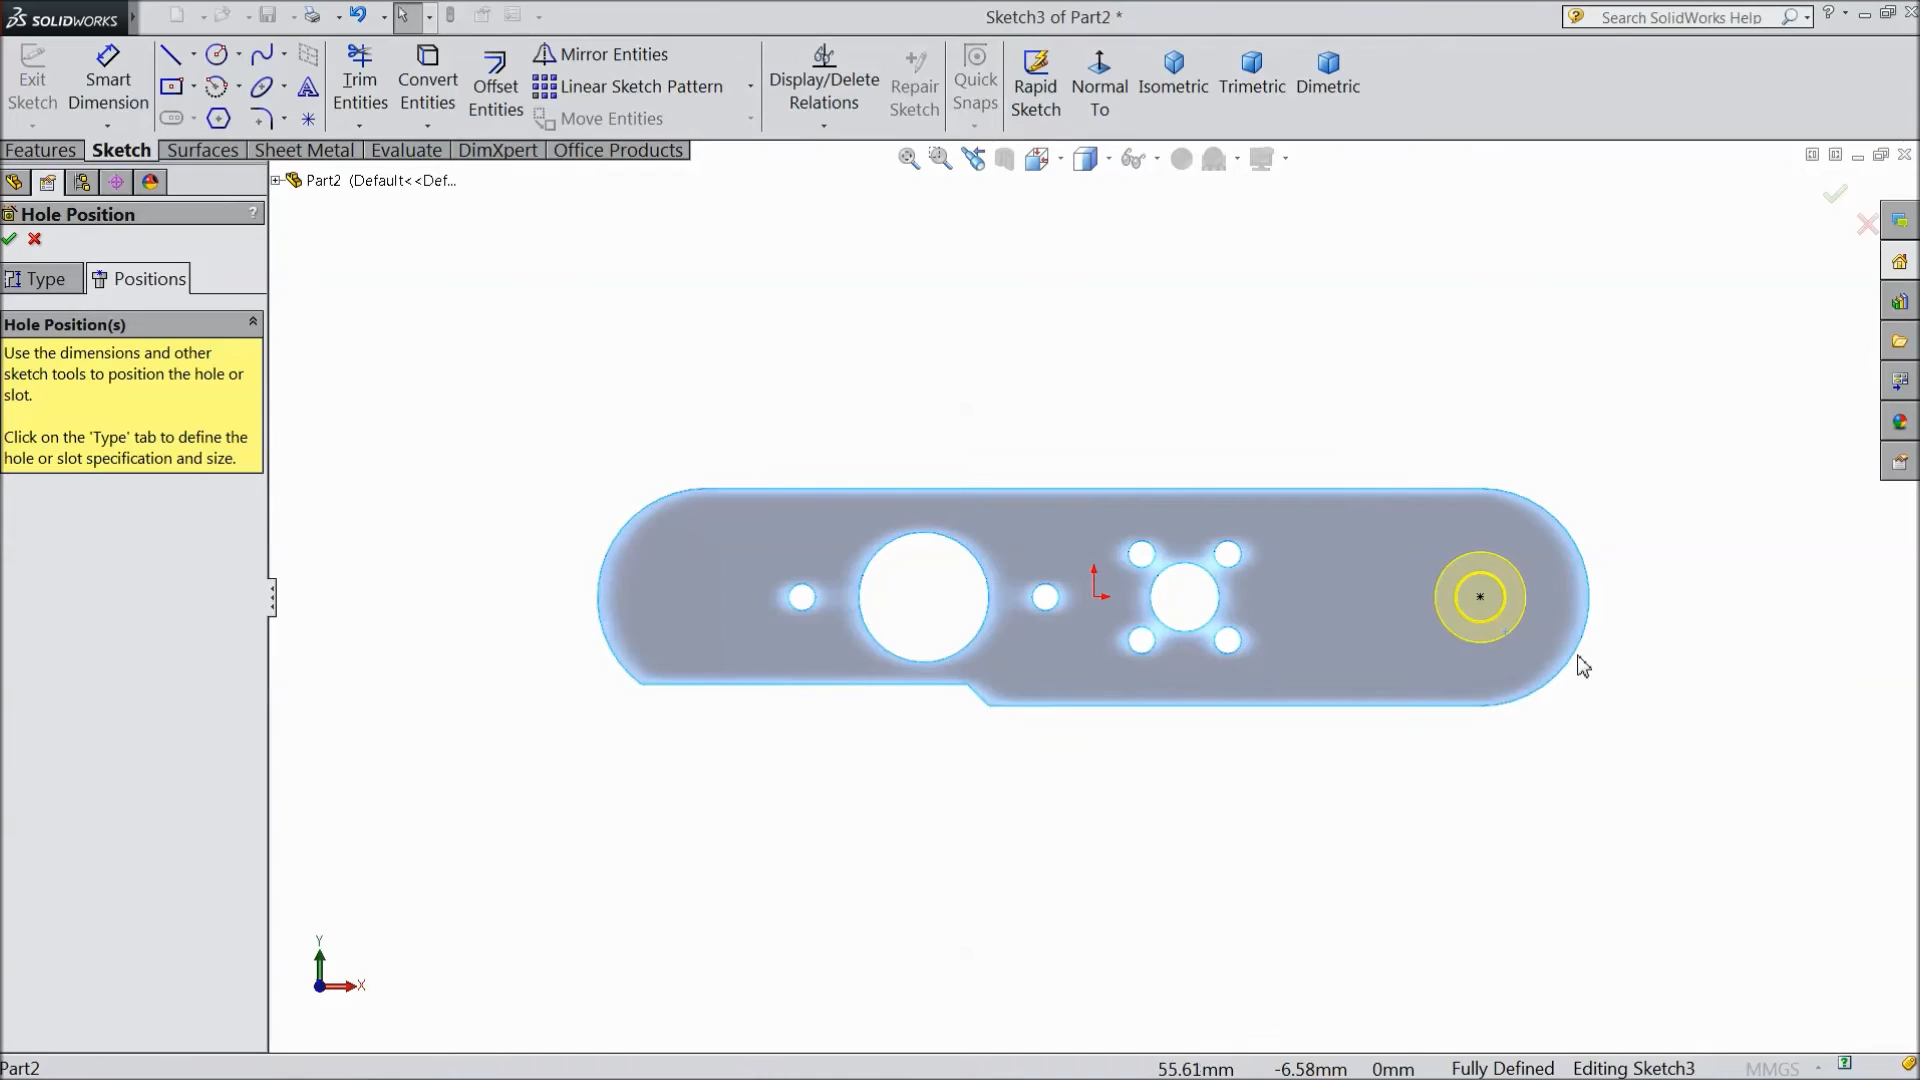 SOLIDWORKS
Sketch3 of Part2 *
Search SolidWorks Help
Exit Sketch
Smart Dimension
Trim Entities
Convert Entities
Offset Entities
Mirror Entities
Linear Sketch Pattern
Move Entities
Display/Delete Relations
Repair Sketch
Quick Snaps
Rapid Sketch
Normal To
Isometric
Trimetric
Dimetric
Features
Sketch
Surfaces
Sheet Metal
Evaluate
DimXpert
Office Products
Part2 (Default<<Def...
Hole Position
?
Type
Positions
Hole Position(s)
Use the dimensions and other
sketch tools to position the hole or
slot.
Click on the 'Type' tab to define the
hole or slot specification and size.
Y
X
Part2
55.61mm
-6.58mm
0mm
Fully Defined
Editing Sketch3
MMGS